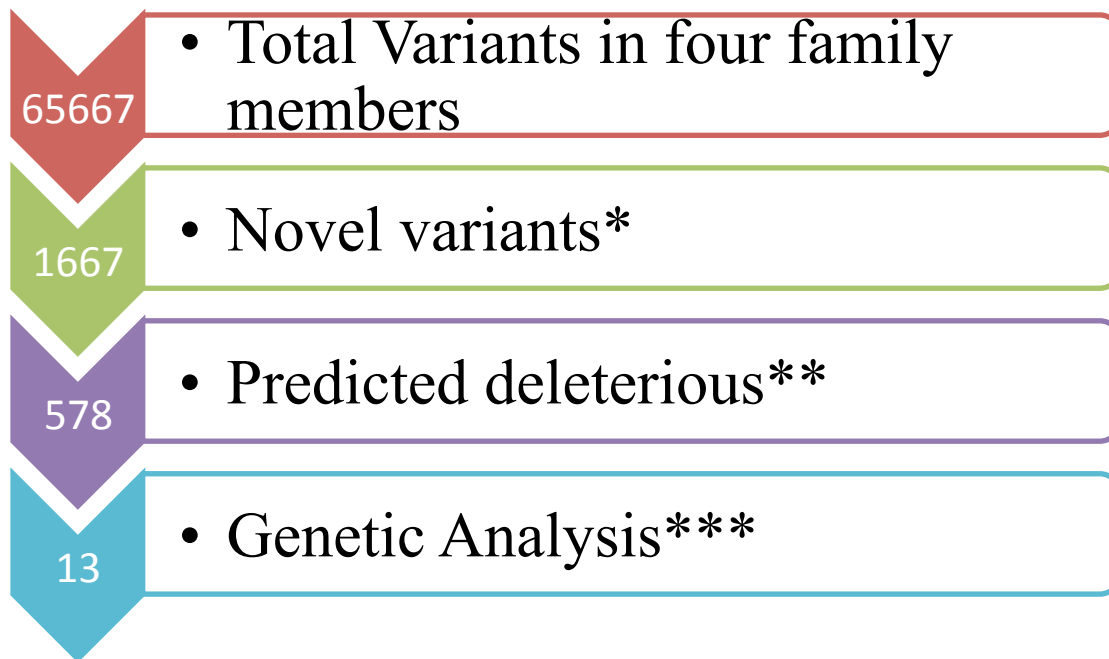 65667
• Total Variants in four family
members
1667
• Novel variants*
578
• Predicted deleterious**
13
• Genetic Analysis***